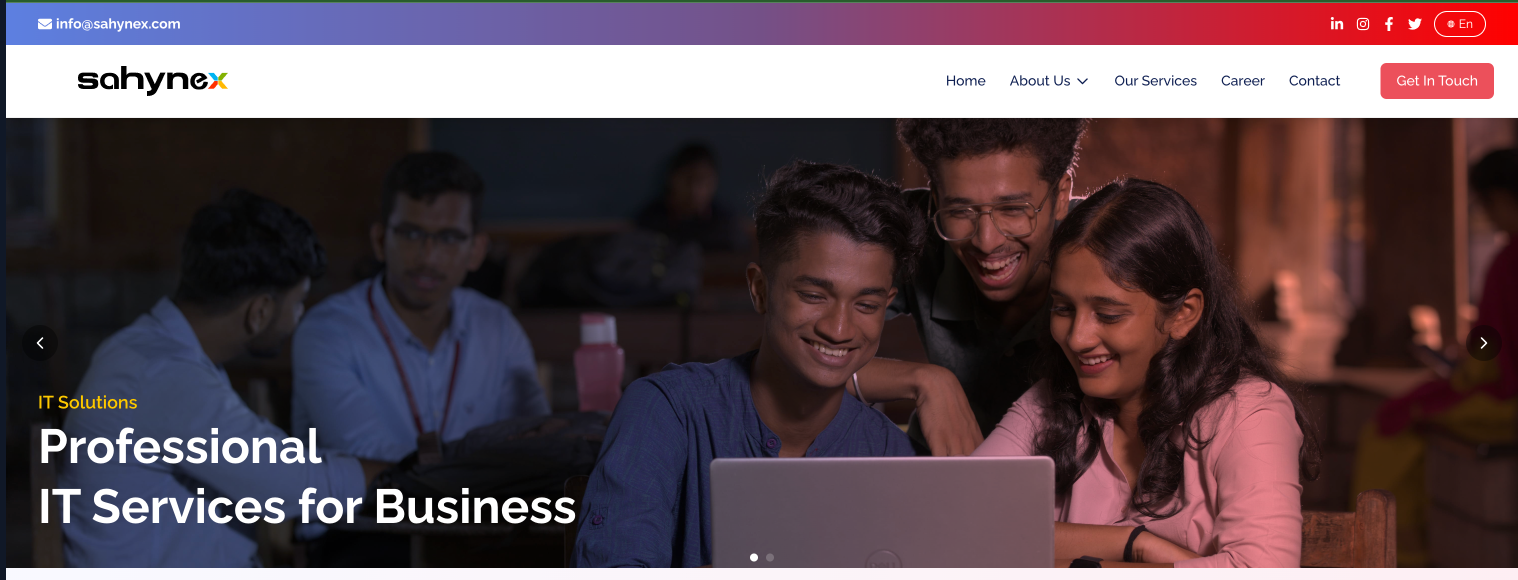 info@sahynex.com
En
sahynex
Home
About Us
Our Services
Career
Contact
Get In Touch
IT Solutions
Professional
IT Services for Business
DELL